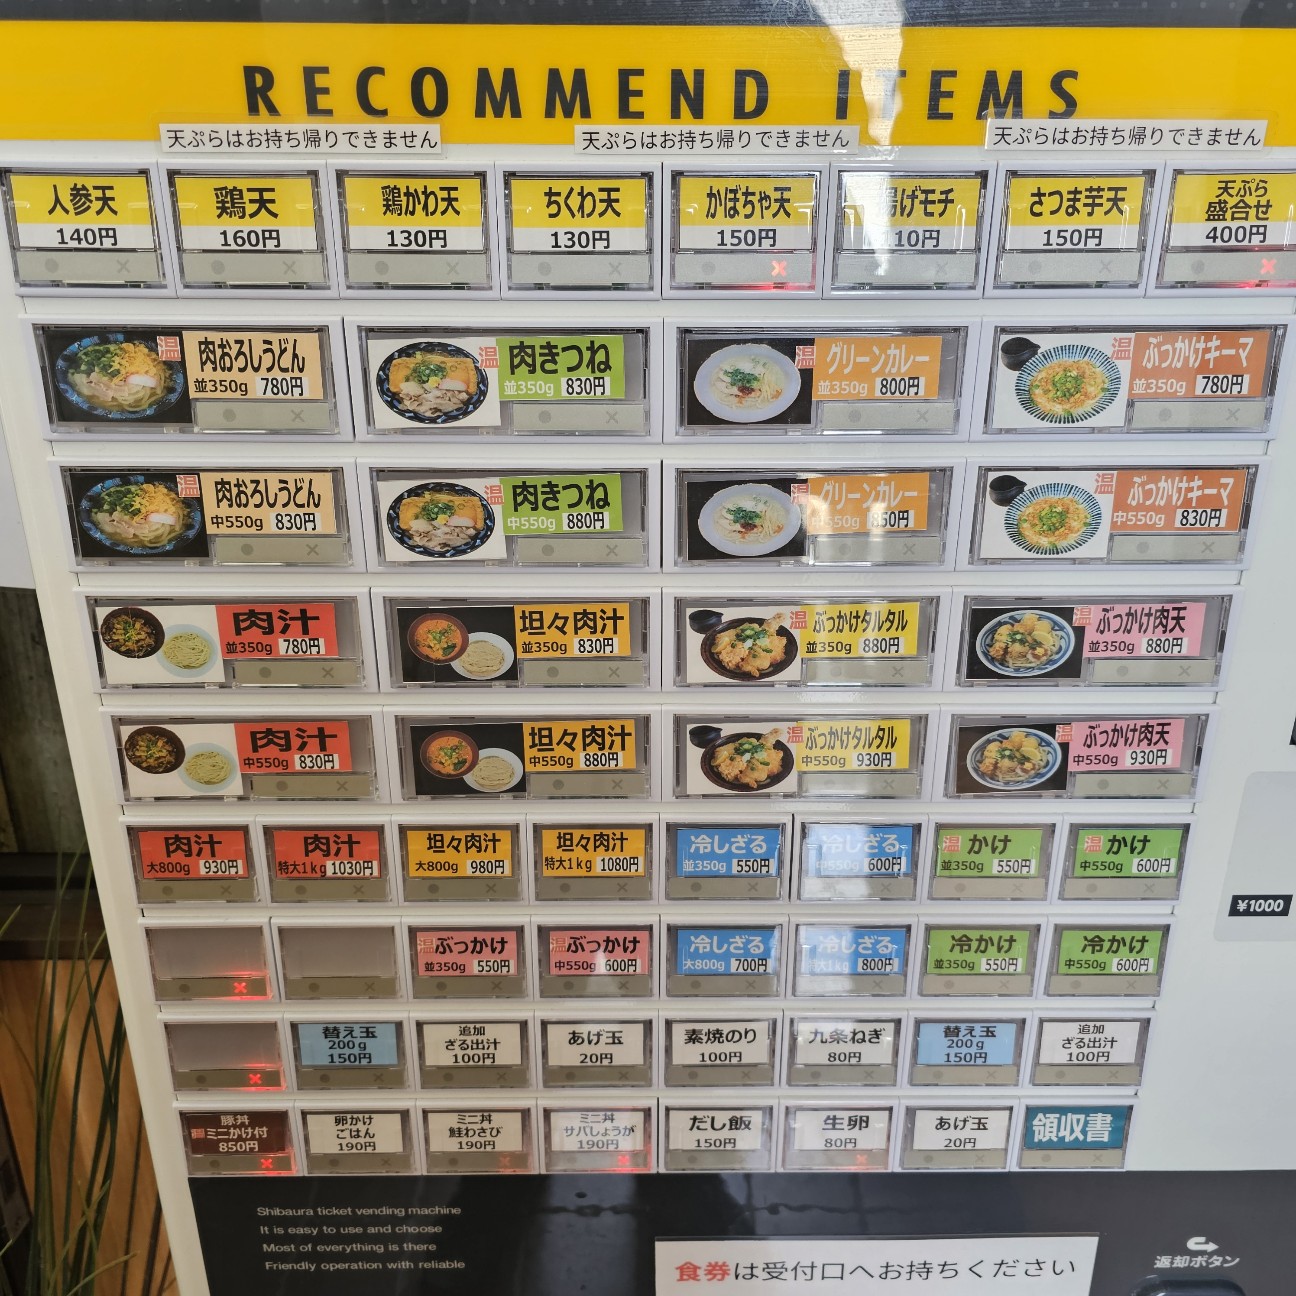 RECOMMEND ITEMS
天ぷらはお持ち帰りできません
天ぷらはお持ち帰りできません
天ぷらはお持ち帰りできません
人参天
140円
鶏天
160円
鶏かわ天
130円
ちくわ天
130円
かぼちゃ天
150円
揚げモチ
110円
さつま芋天
150円
天ぷら
盛合せ
400円
温 肉おろしうどん
並350g 780円
温 肉きつね
並350g 830円
温 グリーンカレー
並350g 800円
温 ぶっかけキーマ
並350g 780円
温 肉おろしうどん
中550g 830円
温 肉きつね
中550g 880円
温 グリーンカレー
中550g 850円
温 ぶっかけキーマ
中550g 830円
肉汁
並350g 780円
坦々肉汁
並350g 830円
温 ぶっかけタルタル
並350g 880円
温 ぶっかけ肉天
並350g 880円
肉汁
中550g 830円
坦々肉汁
中550g 880円
温 ぶっかけタルタル
中550g 930円
温 ぶっかけ肉天
中550g 930円
肉汁
大800g 930円
肉汁
特大1kg 1030円
坦々肉汁
大800g 980円
坦々肉汁
特大1kg 1080円
冷しざる
並350g 550円
冷しざる
中550g 600円
温 かけ
並350g 550円
温 かけ
中550g 600円
¥1000
温 ぶっかけ
並350g 550円
温 ぶっかけ
中550g 600円
冷しざる
大800g 700円
冷しざる
特大1kg 800円
冷かけ
並350g 550円
冷かけ
中550g 600円
替え玉
200g
150円
追加
ざる出汁
100円
あげ玉
20円
素焼のり
100円
九条ねぎ
80円
替え玉
200g
150円
追加
ざる出汁
100円
豚丼
ミニかけ付
850円
卵かけ
ごはん
190円
ミニ丼
鮭わさび
190円
ミニ丼
サバしょうが
190円
だし飯
150円
生卵
80円
あげ玉
20円
領収書
Shibaura ticket vending machine
It is easy to use and choose
Most of everything is there
Friendly operation with reliable
食券は受付口へお持ちください
返却ボタン